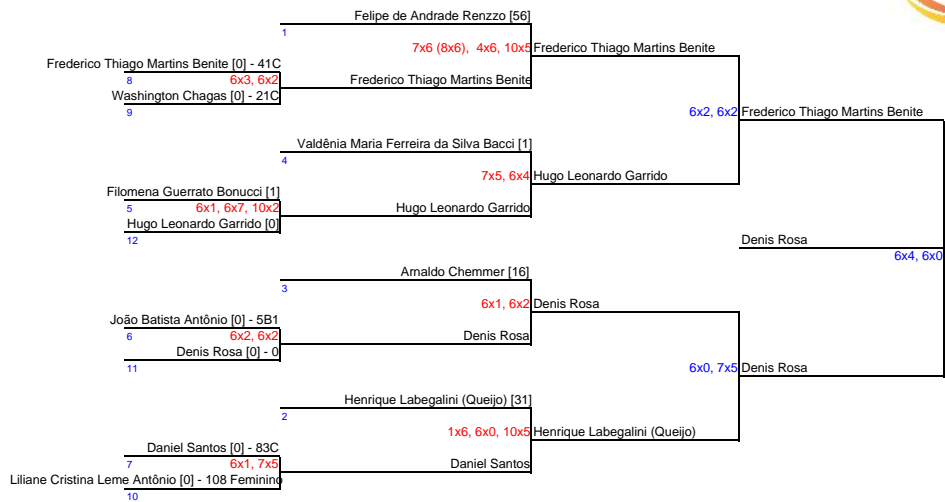 Felipe de Andrade Renzzo [56]
1
7x6 (8x6), 4x6, 10x5 Frederico Thiago Martins Benite
Frederico Thiago Martins Benite [0] - 41C
8 6x3, 6x2 Frederico Thiago Martins Benite
Washington Chagas [0] - 21C
9
6x2, 6x2 Frederico Thiago Martins Benite
Valdênia Maria Ferreira da Silva Bacci [1]
4
7x5, 6x4 Hugo Leonardo Garrido
Filomena Guerrato Bonucci [1]
5 6x1, 6x7, 10x2 Hugo Leonardo Garrido
Hugo Leonardo Garrido [0]
12
Denis Rosa
6x4, 6x0
Arnaldo Chemmer [16]
3
6x1, 6x2 Denis Rosa
João Batista Antônio [0] - 5B1
6 6x2, 6x2 Denis Rosa
Denis Rosa [0] - 0
11
6x0, 7x5 Denis Rosa
Henrique Labegalini (Queijo) [31]
2
1x6, 6x0, 10x5 Henrique Labegalini (Queijo)
Daniel Santos [0] - 83C
7 6x1, 7x5 Daniel Santos
Liliane Cristina Leme Antônio [0] - 108 Feminino
10